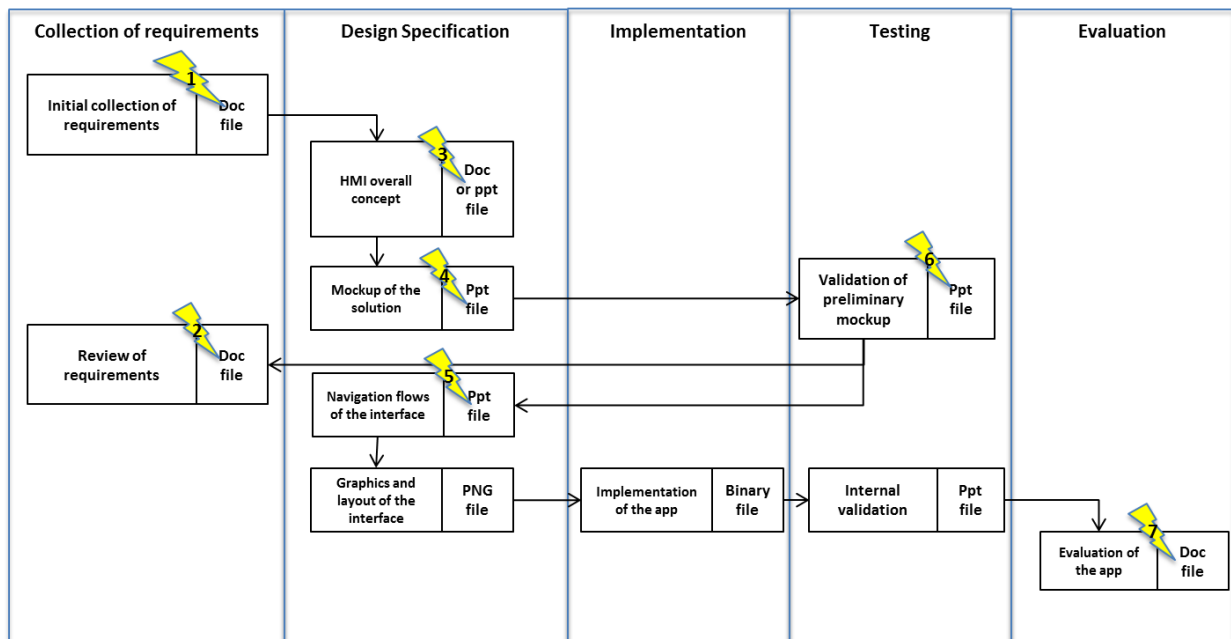 Collection of requirements
Design Specification
Implementation
Testing
Evaluation
1
Initial collection of
requirements
Doc
file
3
HMI overall
concept
Doc
or ppt
file
4
Mockup of the
solution
Ppt
file
6
Validation of
preliminary
mockup
Ppt
file
2
Review of
requirements
Doc
file
5
Navigation flows
of the interface
Ppt
file
Graphics and
layout of the
interface
PNG
file
Implementation
of the app
Binary
file
Internal
validation
Ppt
file
7
Evaluation of
the app
Doc
file